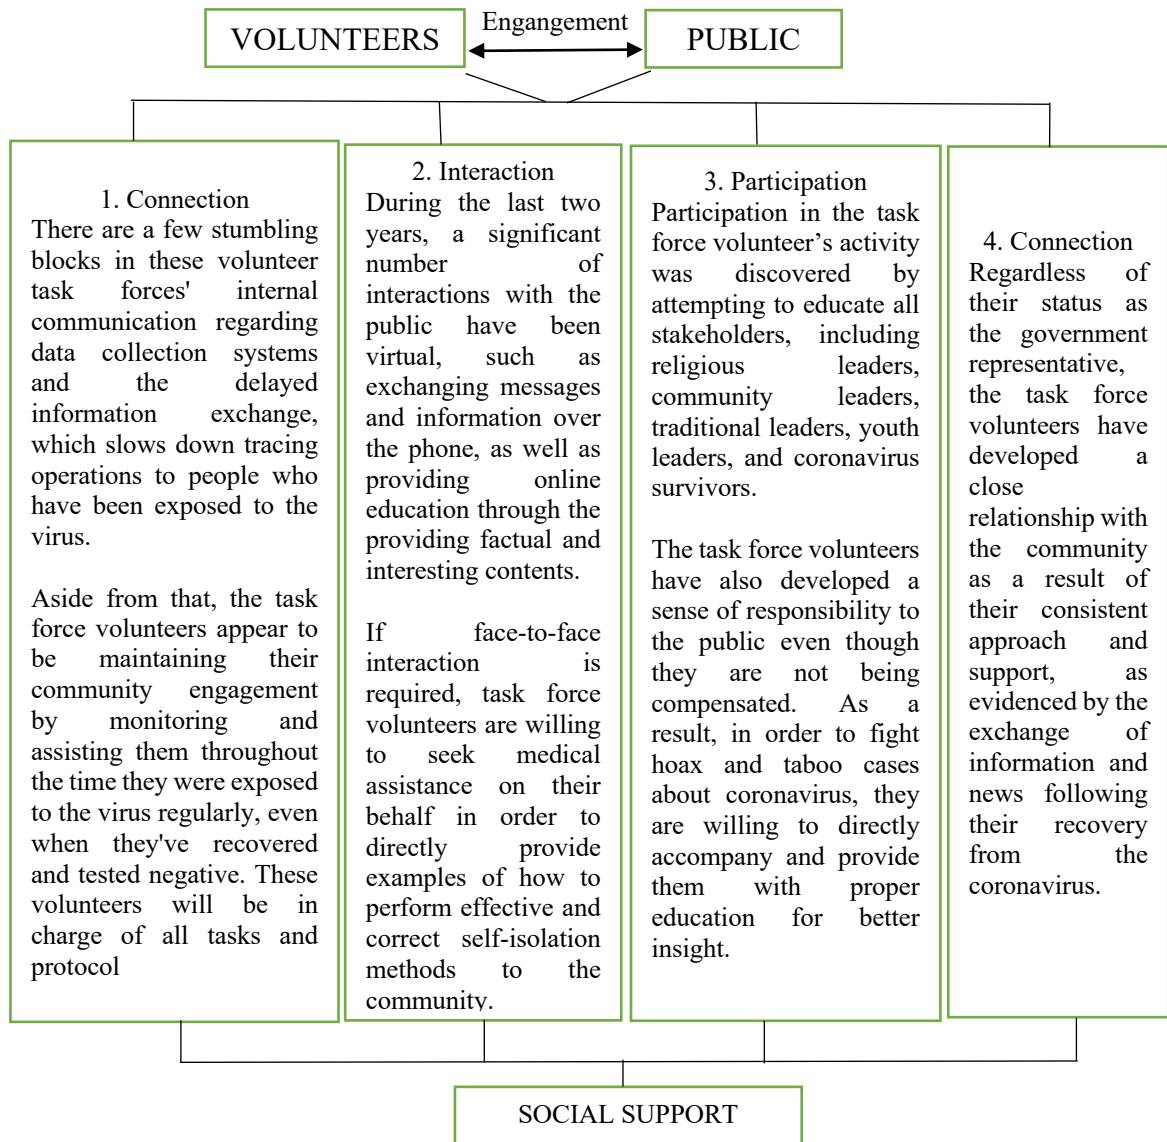 Engangement
VOLUNTEERS
PUBLIC
1. Connection
There are a few stumbling
blocks in these volunteer
task forces' internal
communication regarding
data collection systems
and the delayed
information exchange,
which slows down tracing
operations to people who
have been exposed to the
virus.
Aside from that, the task
force volunteers appear to
be maintaining their
community engagement
by monitoring and
assisting them throughout
the time they were exposed
to the virus regularly, even
when they've recovered
and tested negative. These
volunteers will be in
charge of all tasks and
protocol
2. Interaction
During the last two
years, a significant
number of
interactions with the
public have been
virtual, such as
exchanging messages
and information over
the phone, as well as
providing online
education through the
providing factual and
interesting contents.
If face-to-face
interaction is
required, task force
volunteers are willing
to seek medical
assistance on their
behalf in order to
directly provide
examples of how to
perform effective and
correct self-isolation
methods to the
community.
3. Participation
Participation in the task
force volunteer's activity
was discovered by
attempting to educate all
stakeholders, including
religious leaders,
community leaders,
traditional leaders, youth
leaders, and coronavirus
survivors.
The task force volunteers
have also developed a
sense of responsibility to
the public even though
they are not being
compensated. As a
result, in order to fight
hoax and taboo cases
about coronavirus, they
are willing to directly
accompany and provide
them with proper
education for better
insight.
4. Connection
Regardless of
their status as
the government
representative,
the task force
volunteers have
developed a
close
relationship with
the community
as a result of
their consistent
approach and
support, as
evidenced by the
exchange of
information and
news following
their recovery
from the
coronavirus.
SOCIAL SUPPORT